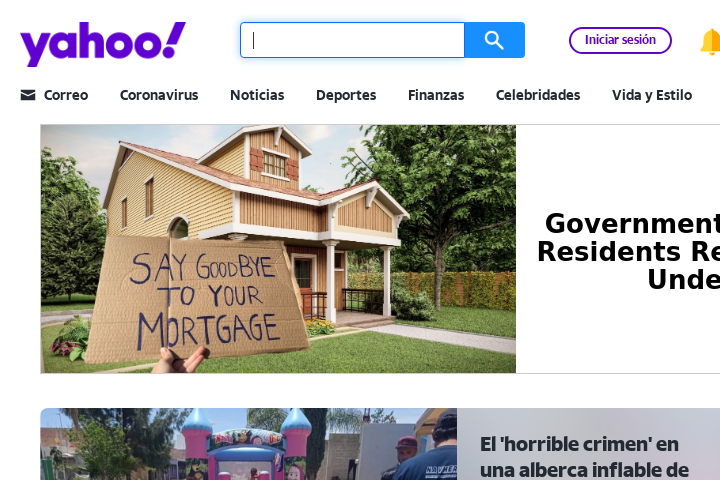 yahoo!
Iniciar sesión
Correo Coronavirus Noticias Deportes Finanzas Celebridades Vida y Estilo
SAY GOODBYE
TO YOUR
MORTGAGE
Government
Residents Re
Unde
El 'horrible crimen' en
una alberca inflable de